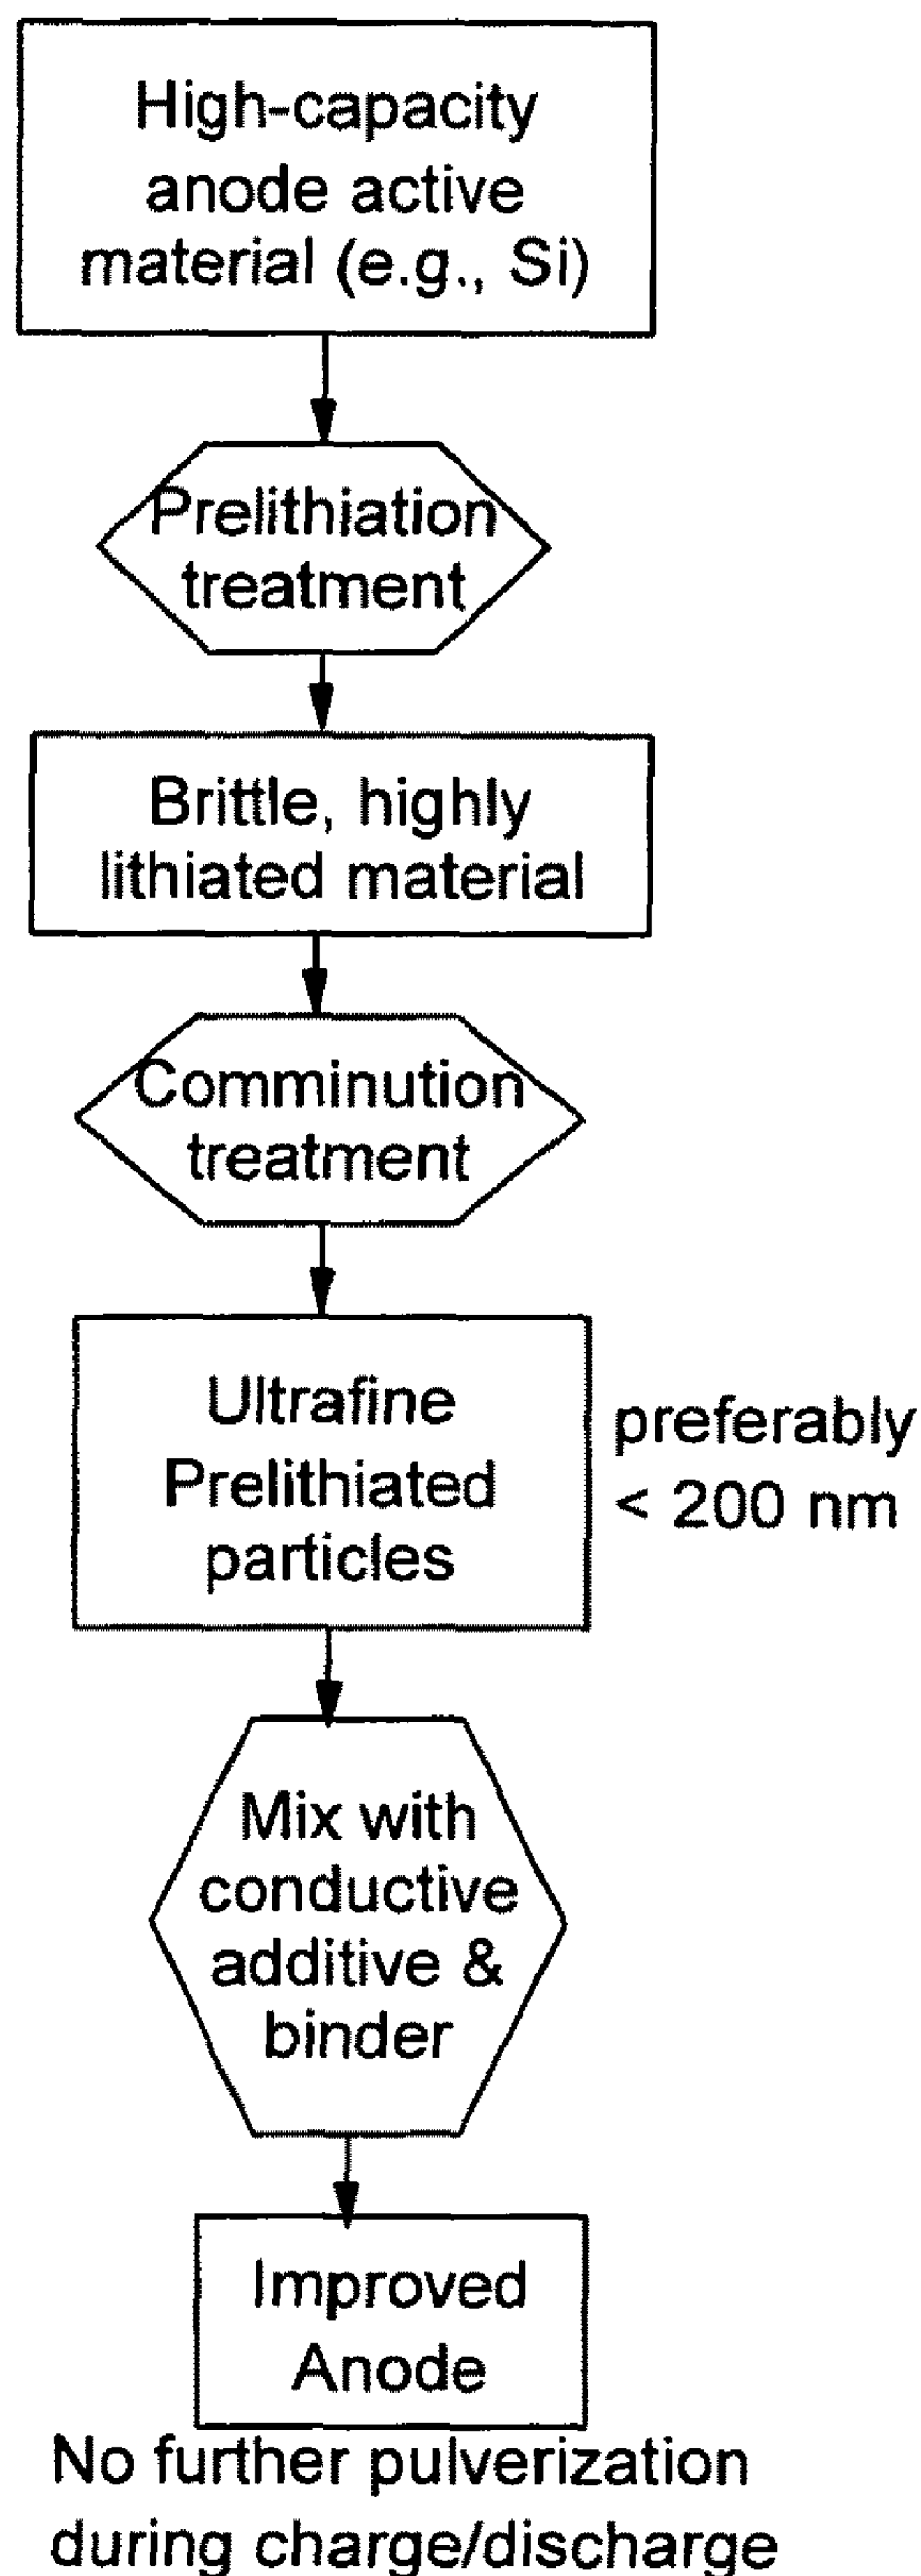 High-capacity
anode active
material (e.g., Si)
Prelithiation
treatment
Brittle, highly
lithiated material
Comminution
treatment
Ultrafine
Prelithiated
particles
preferably
< 200 nm
Mix with
conductive
additive &
binder
Improved
Anode
No further pulverization
during charge/discharge